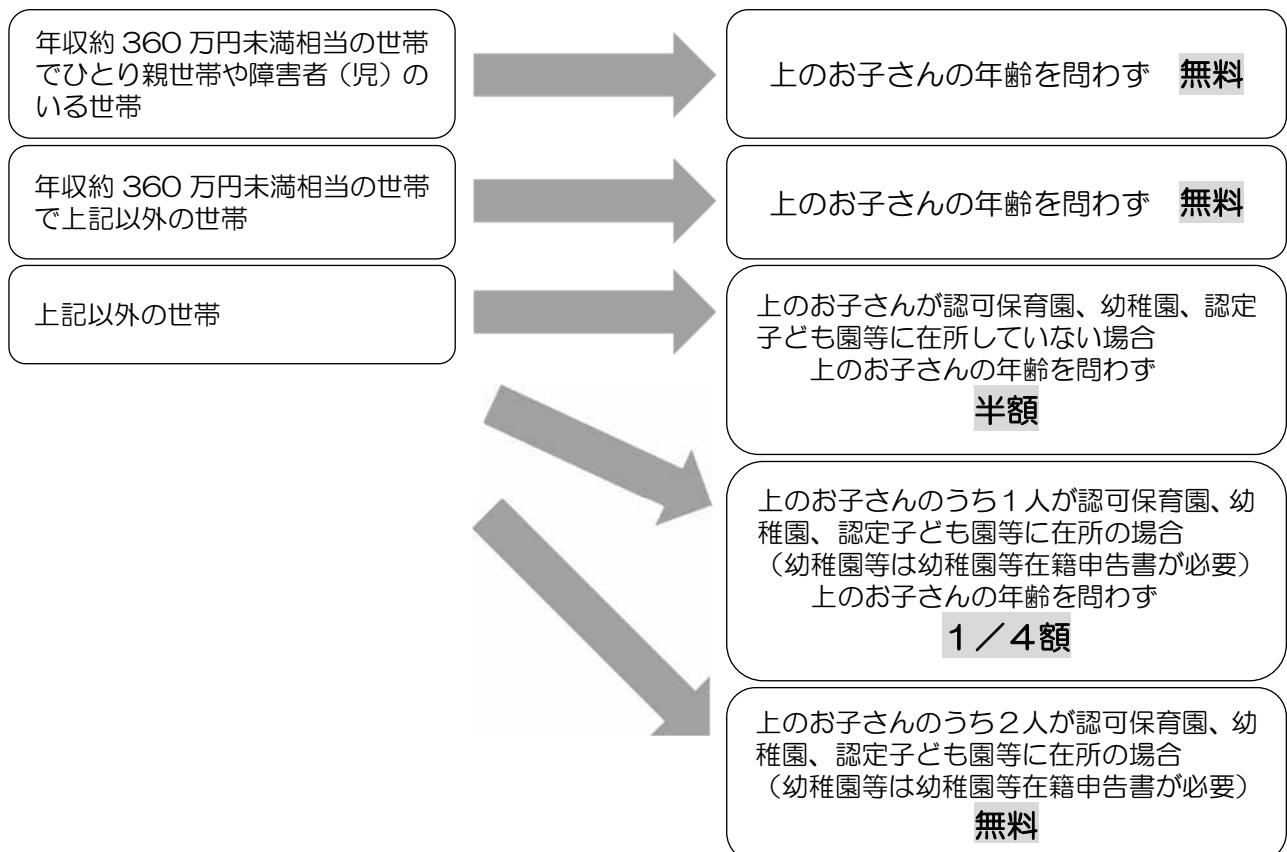 年収約 360 万円未満相当の世帯
でひとり親世帯や障害者（児）の
いる世帯
上のお子さんの年齢を問わず 無料
年収約 360 万円未満相当の世帯
で上記以外の世帯
上のお子さんの年齢を問わず 無料
上記以外の世帯
上のお子さんが認可保育園、幼稚園、認定
子ども園等に在所していない場合
上のお子さんの年齢を問わず
半額
上のお子さんのうち１人が認可保育園、幼
稚園、認定子ども園等に在所の場合
（幼稚園等は幼稚園等在籍申告書が必要）
上のお子さんの年齢を問わず
１／４額
上のお子さんのうち２人が認可保育園、幼
稚園、認定子ども園等に在所の場合
（幼稚園等は幼稚園等在籍申告書が必要）
無料